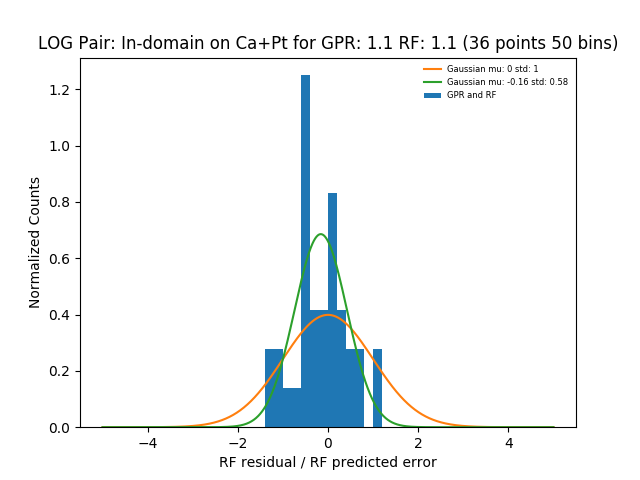 LOG Pair: In-domain on Ca+Pt for GPR: 1.1 RF: 1.1 (36 points 50 bins)
Gaussian mu: 0 std: 1
Gaussian mu: -0.16 std: 0.58
GPR and RF
Normalized Counts
1.2
1.0
0.8
0.6
0.4
0.2
0.0
−4 −2 0 2 4
RF residual / RF predicted error